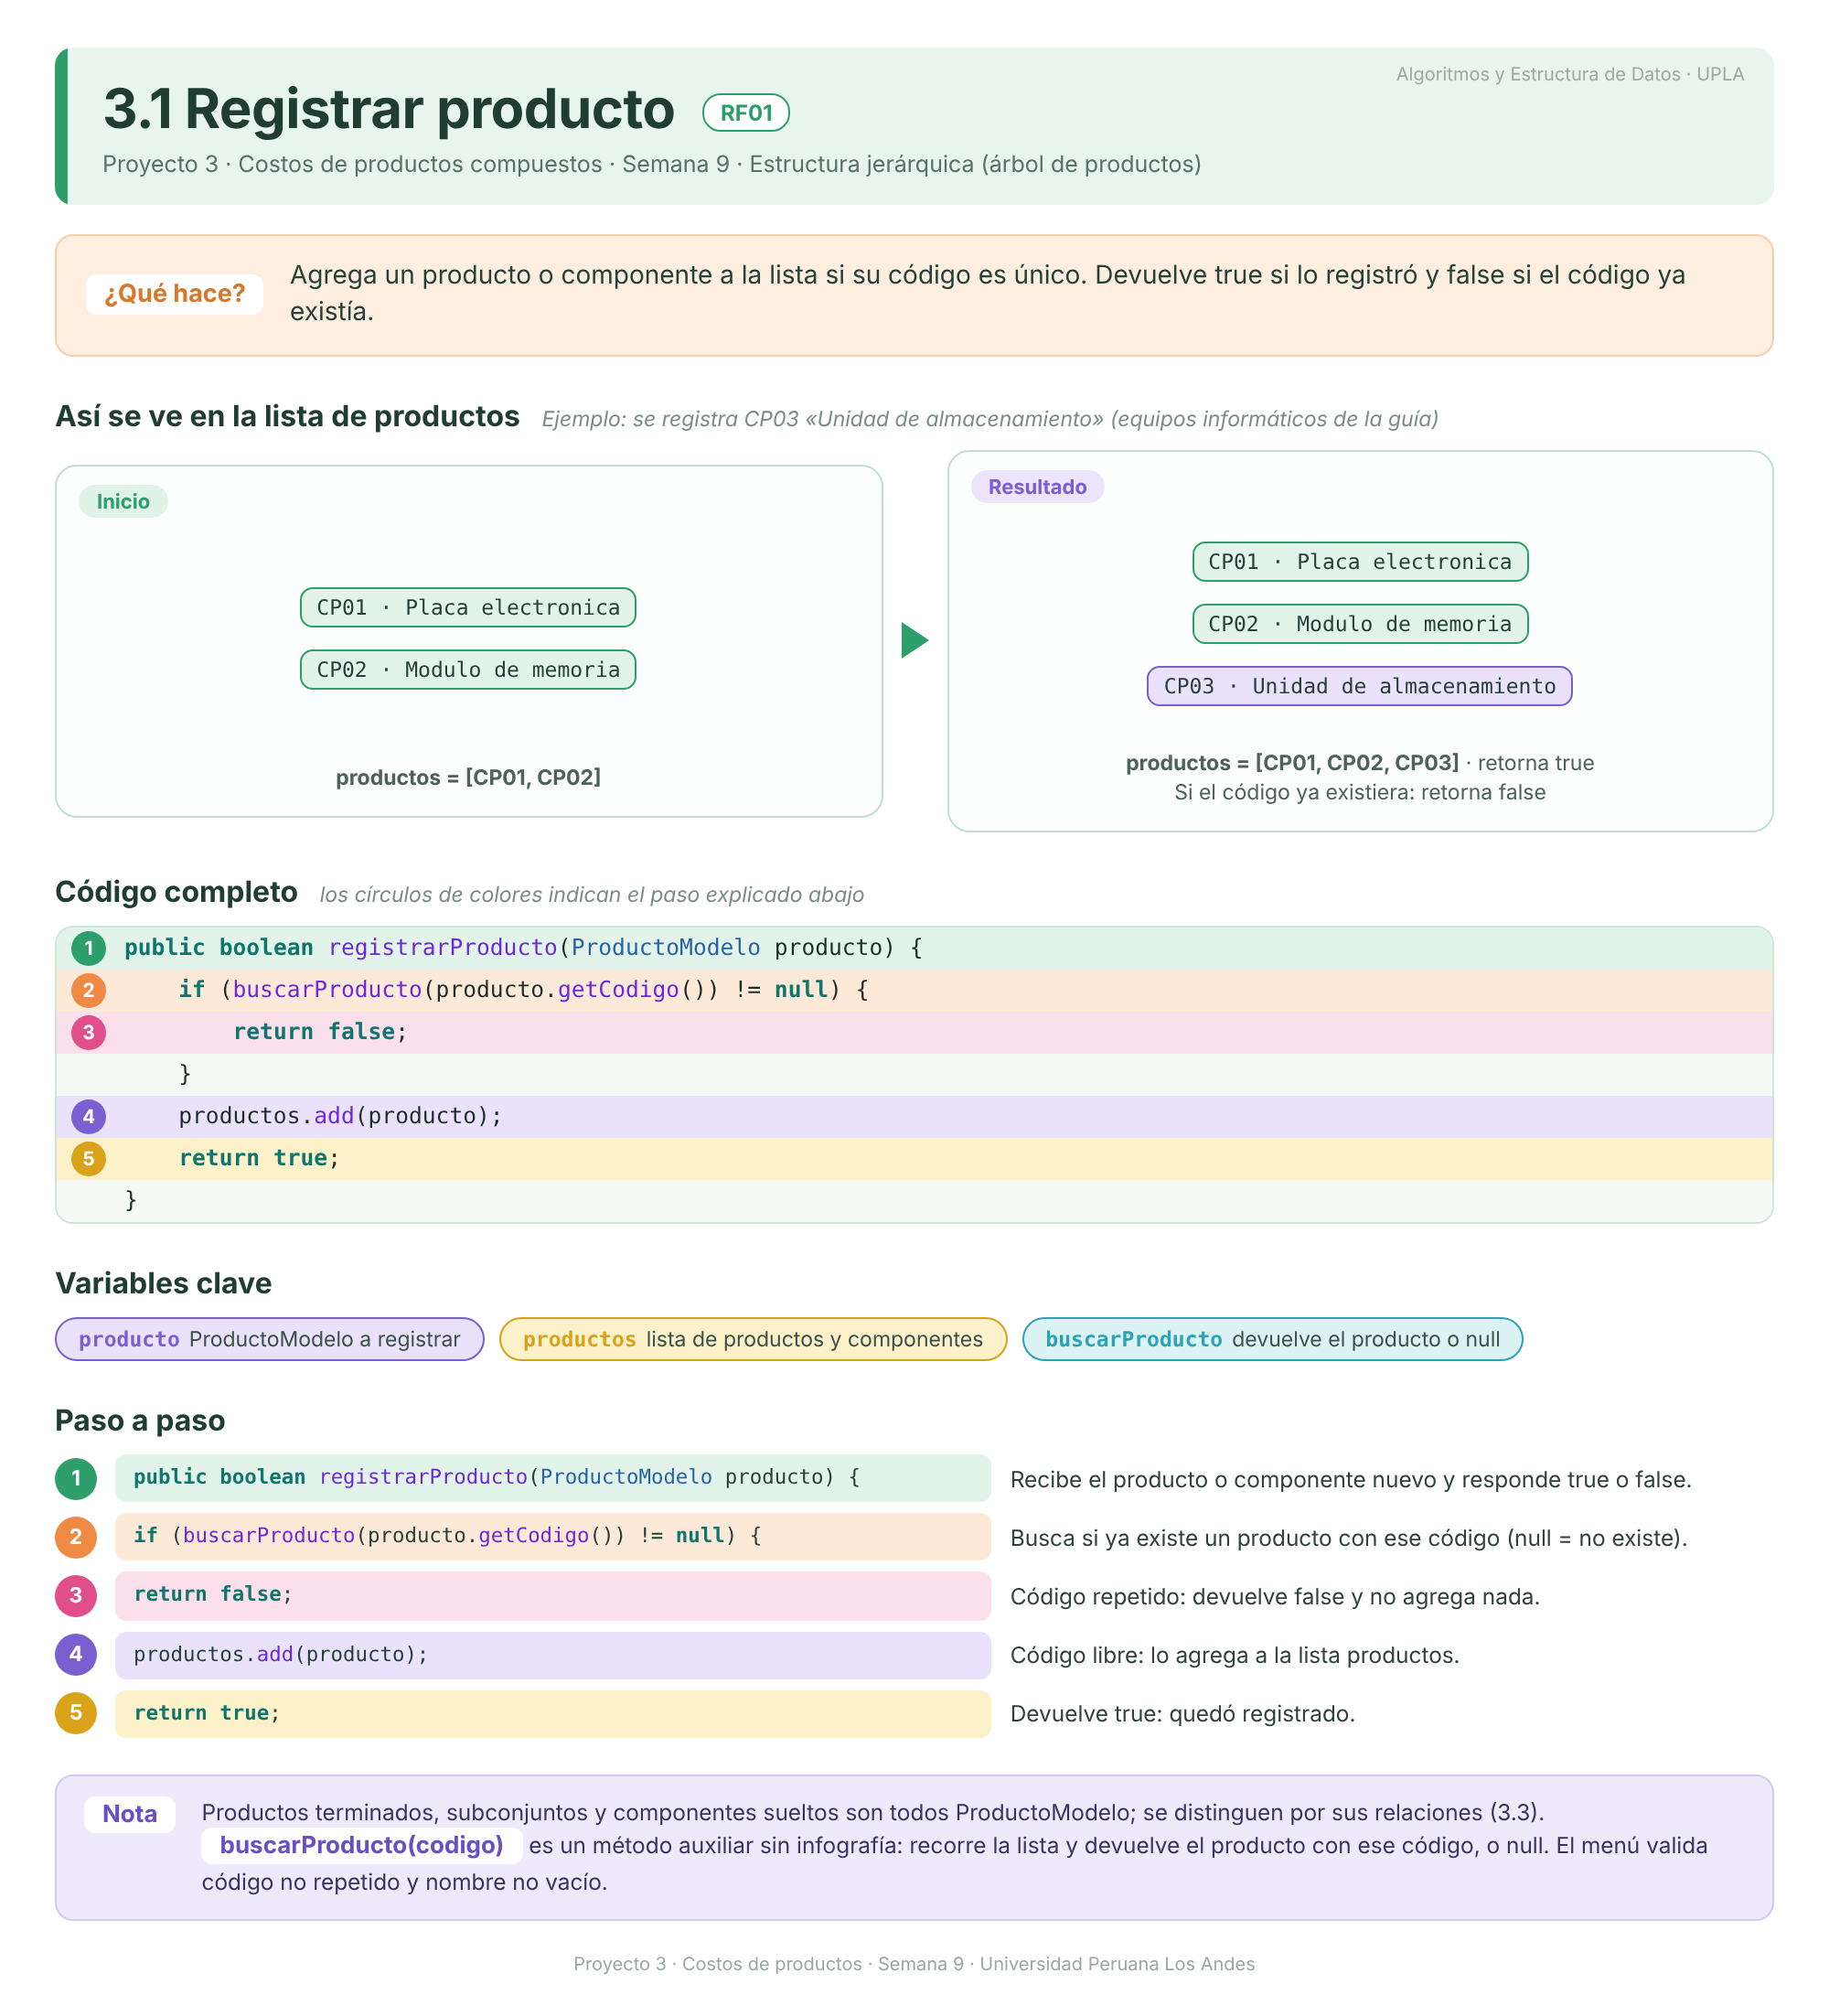 Algoritmos y Estructura de Datos · UPLA
3.1 Registrar producto RF01
Proyecto 3 · Costos de productos compuestos · Semana 9 · Estructura jerárquica (árbol de productos)
¿Qué hace?
Agrega un producto o componente a la lista si su código es único. Devuelve true si lo registró y false si el código ya
existía.
Así se ve en la lista de productos Ejemplo: se registra CP03 «Unidad de almacenamiento» (equipos informáticos de la guía)
Inicio
CP01 · Placa electronica
CP02 · Modulo de memoria
productos = [CP01, CP02]
Resultado
CP01 · Placa electronica
CP02 · Modulo de memoria
CP03 · Unidad de almacenamiento
productos = [CP01, CP02, CP03] · retorna true
Si el código ya existiera: retorna false
Código completo los círculos de colores indican el paso explicado abajo
1 public boolean registrarProducto(ProductoModelo producto) {
2 if (buscarProducto(producto.getCodigo()) != null) {
3 return false;
}
4 productos.add(producto);
5 return true;
}
Variables clave
producto ProductoModelo a registrar
productos lista de productos y componentes
buscarProducto devuelve el producto o null
Paso a paso
1 public boolean registrarProducto(ProductoModelo producto) { Recibe el producto o componente nuevo y responde true o false.
2 if (buscarProducto(producto.getCodigo()) != null) { Busca si ya existe un producto con ese código (null = no existe).
3 return false; Código repetido: devuelve false y no agrega nada.
4 productos.add(producto); Código libre: lo agrega a la lista productos.
5 return true; Devuelve true: quedó registrado.
Nota
Productos terminados, subconjuntos y componentes sueltos son todos ProductoModelo; se distinguen por sus relaciones (3.3).
buscarProducto(codigo) es un método auxiliar sin infografía: recorre la lista y devuelve el producto con ese código, o null. El menú valida
código no repetido y nombre no vacío.
Proyecto 3 · Costos de productos · Semana 9 · Universidad Peruana Los Andes